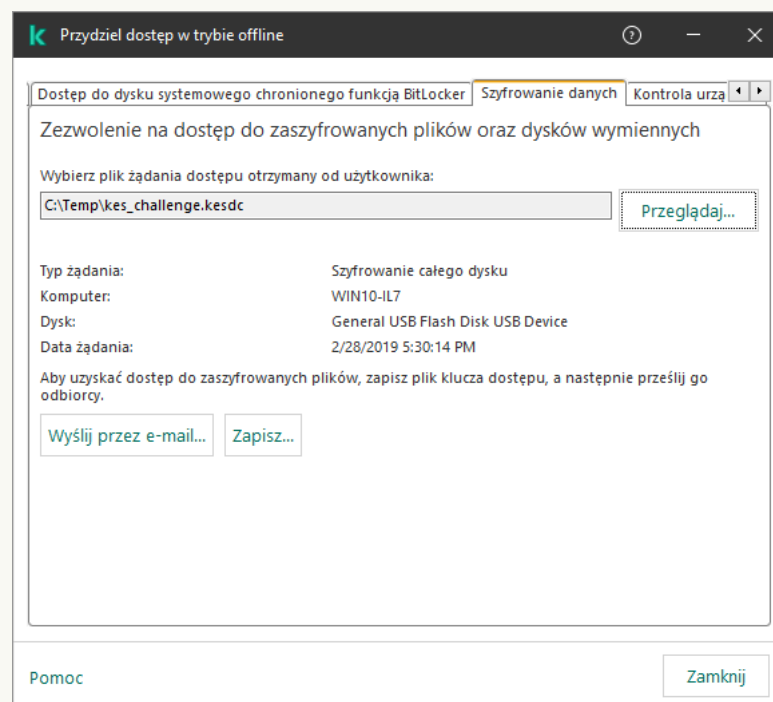 Przydziel dostęp w trybie offline
Dostęp do dysku systemowego chronionego funkcją BitLocker Szyfrowanie danych Kontrola urzą
Zezwolenie na dostęp do zaszyfrowanych plików oraz dysków wymiennych
Wybierz plik żądania dostępu otrzymany od użytkownika:
C:\Temp\kes_challenge.kesdc Przeglądaj...
Typ żądania: Szyfrowanie całego dysku
Komputer: WIN10-IL7
Dysk: General USB Flash Disk USB Device
Data żądania: 2/28/2019 5:30:14 PM
Aby uzyskać dostęp do zaszyfrowanych plików, zapisz plik klucza dostępu, a następnie prześlij go
odbiorcy.
Wyślij przez e-mail... Zapisz...
Pomoc Zamknij